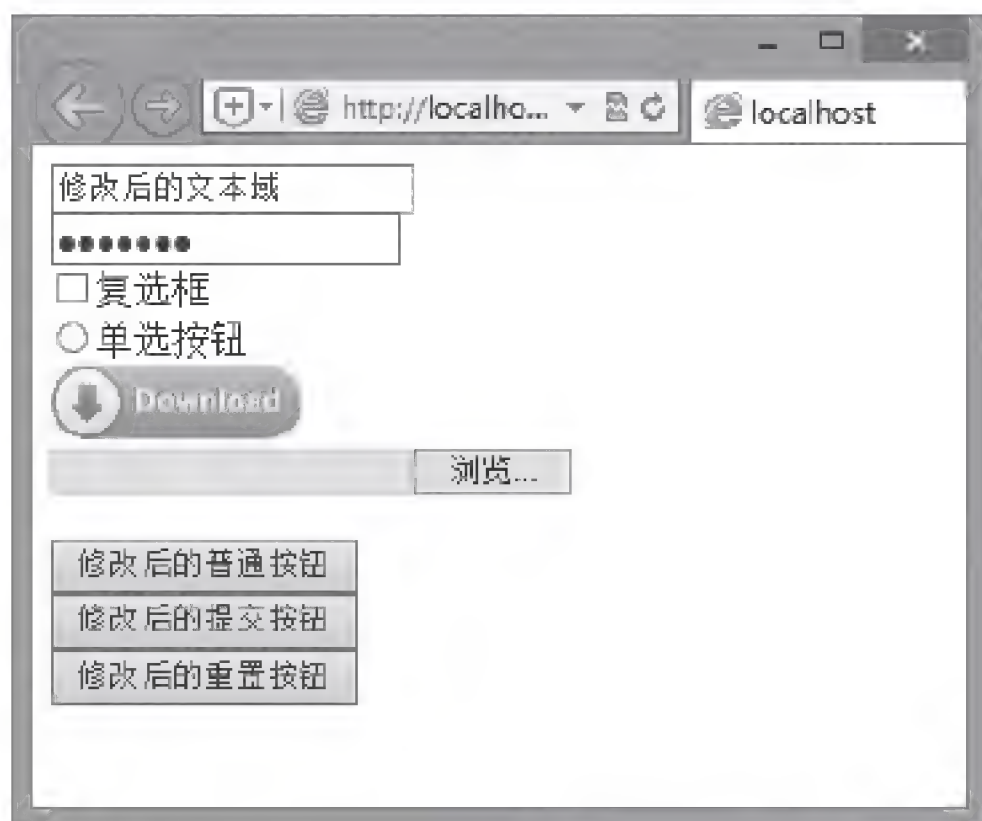 http://localho...
localhost
修改后的文本域
●●●●●●●
复选框
单选按钮
Download
浏览...
修改后的普通按钮
修改后的提交按钮
修改后的重置按钮